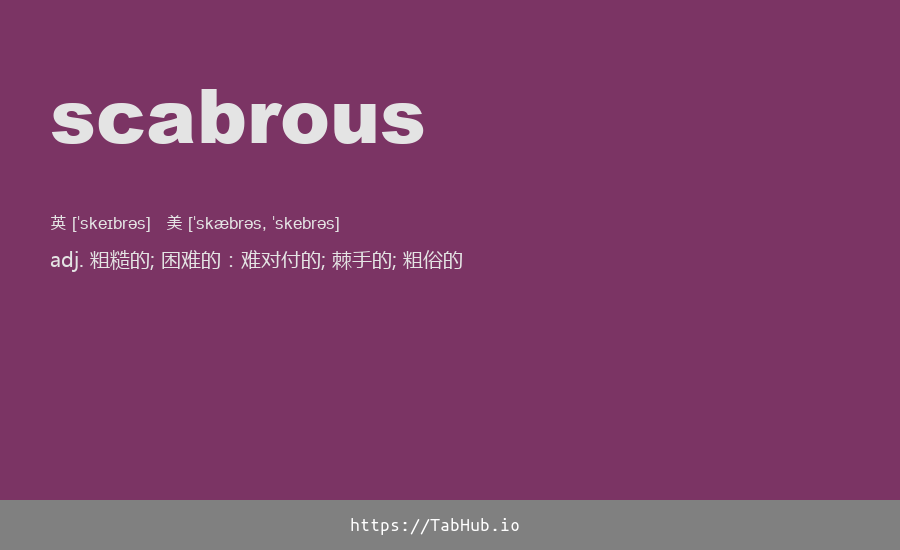 scabrous
英 [ˈskeɪbrəs] 美 [ˈskæbrəs, ˈskebrəs]
adj. 粗糙的; 困难的：难对付的; 棘手的; 粗俗的
https://TabHub.io